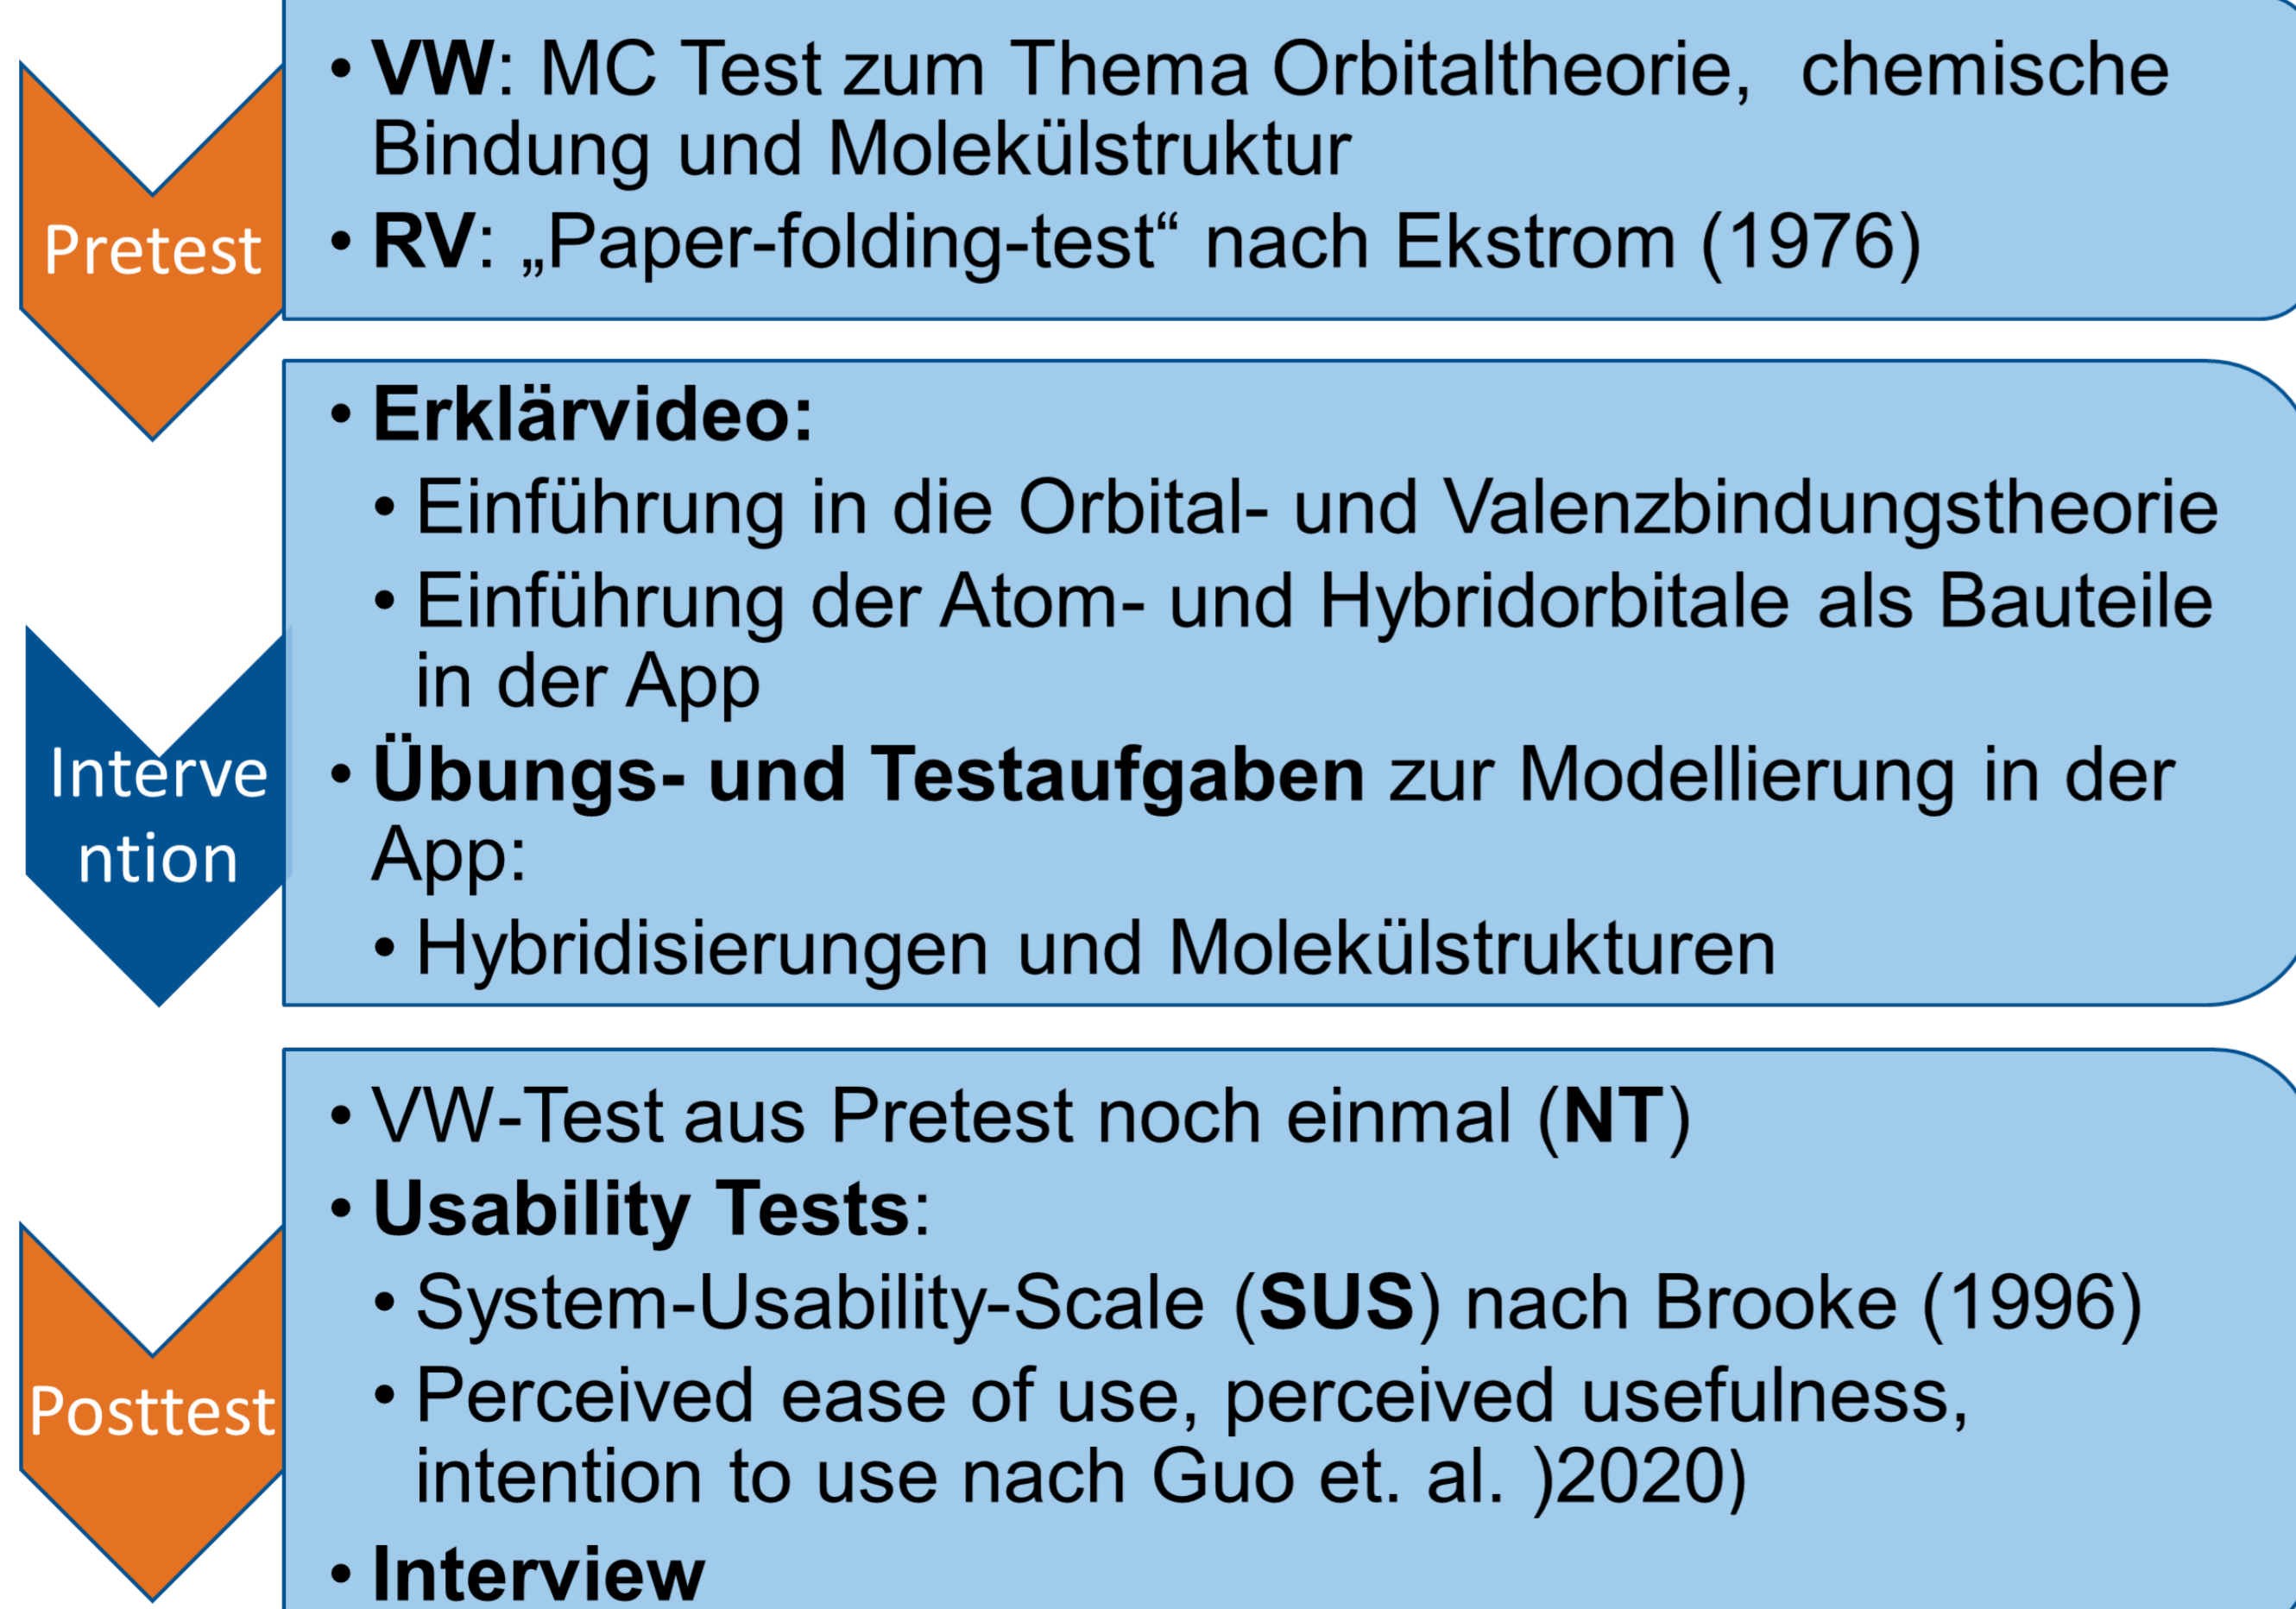 Pretest
• VW: MC Test zum Thema Orbitaltheorie, chemische
Bindung und Molekülstruktur
• RV: „Paper-folding-test“ nach Ekstrom (1976)
Interve
ntion
• Erklärvideo:
• Einführung in die Orbital- und Valenzbindungstheorie
• Einführung der Atom- und Hybridorbitale als Bauteile
in der App
• Übungs- und Testaufgaben zur Modellierung in der
App:
• Hybridisierungen und Molekülstrukturen
Posttest
• VW-Test aus Pretest noch einmal (NT)
• Usability Tests:
• System-Usability-Scale (SUS) nach Brooke (1996)
• Perceived ease of use, perceived usefulness,
intention to use nach Guo et. al. )2020)
• Interview